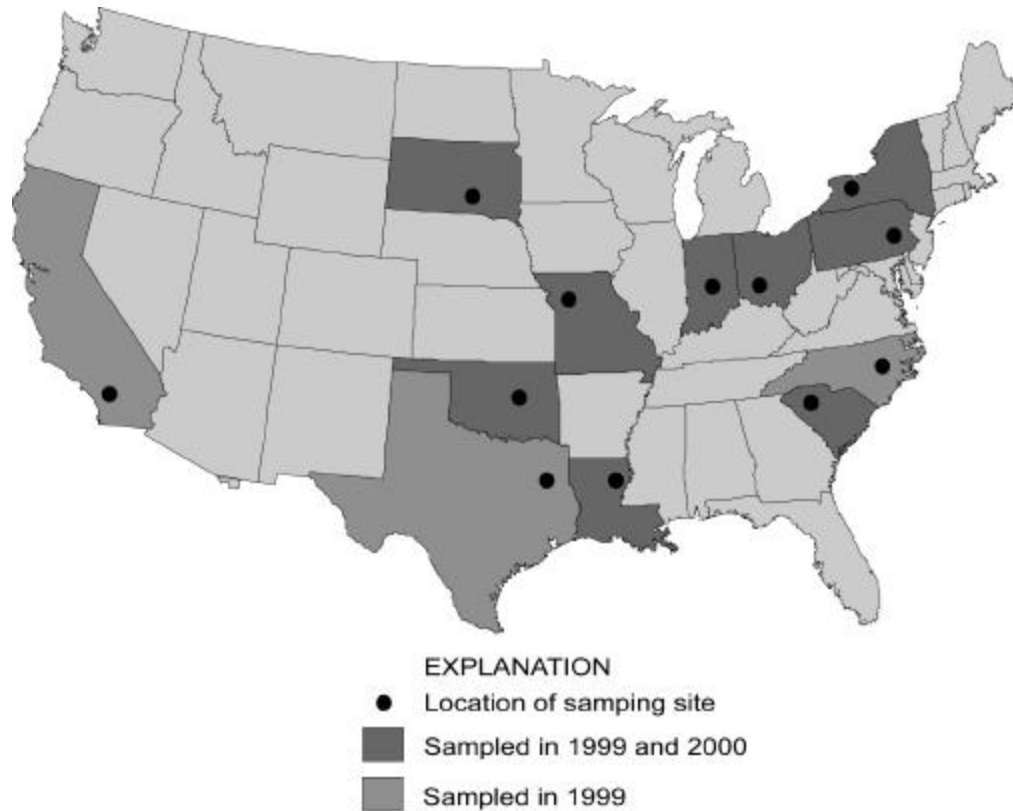 EXPLANATION
Location of samping site
Sampled in 1999 and 2000
Sampled in 1999